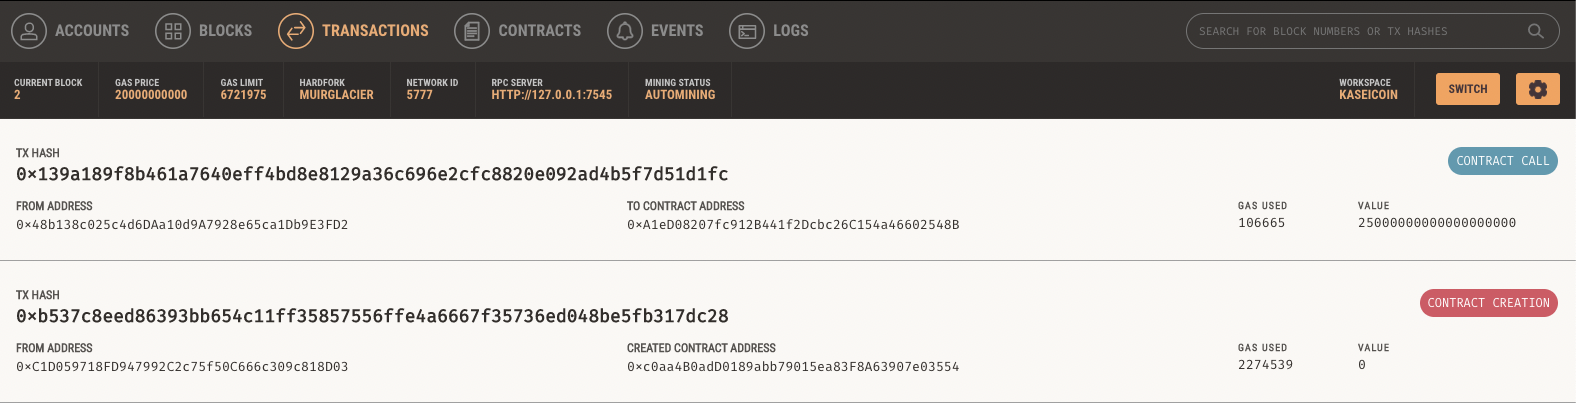 ACCOUNTS BLOCKS TRANSACTIONS CONTRACTS EVENTS LOGS SEARCH FOR BLOCK NUMBERS OR TX HASHES
CURRENT BLOCK GAS PRICE GAS LIMIT HARDFORK NETWORK ID RPC SERVER MINING STATUS WORKSPACE
2 20000000000 6721975 MUIRGLACIER 5777 HTTP://127.0.0.1:7545 AUTOMINING KASEICOIN SWITCH
TX HASH
0×139a189f8b461a7640eff4bd8e8129a36c696e2cfc8820e092ad4b5f7d51d1fc CONTRACT CALL
FROM ADDRESS TO CONTRACT ADDRESS GAS USED VALUE
0×48b138c025c4d6DAa10d9A7928e65ca1Db9E3FD2 0×A1eD08207fc912B441f2Dcbc26C154a46602548B 106665 25000000000000000000
TX HASH
0×b537c8eed86393bb654c11ff35857556ffe4a6667f35736ed048be5fb317dc28 CONTRACT CREATION
FROM ADDRESS CREATED CONTRACT ADDRESS GAS USED VALUE
0×C1D059718FD947992C2c75f50C666c309c818D03 0×c0aa4B0adD0189abb79015ea83F8A63907e03554 2274539 0